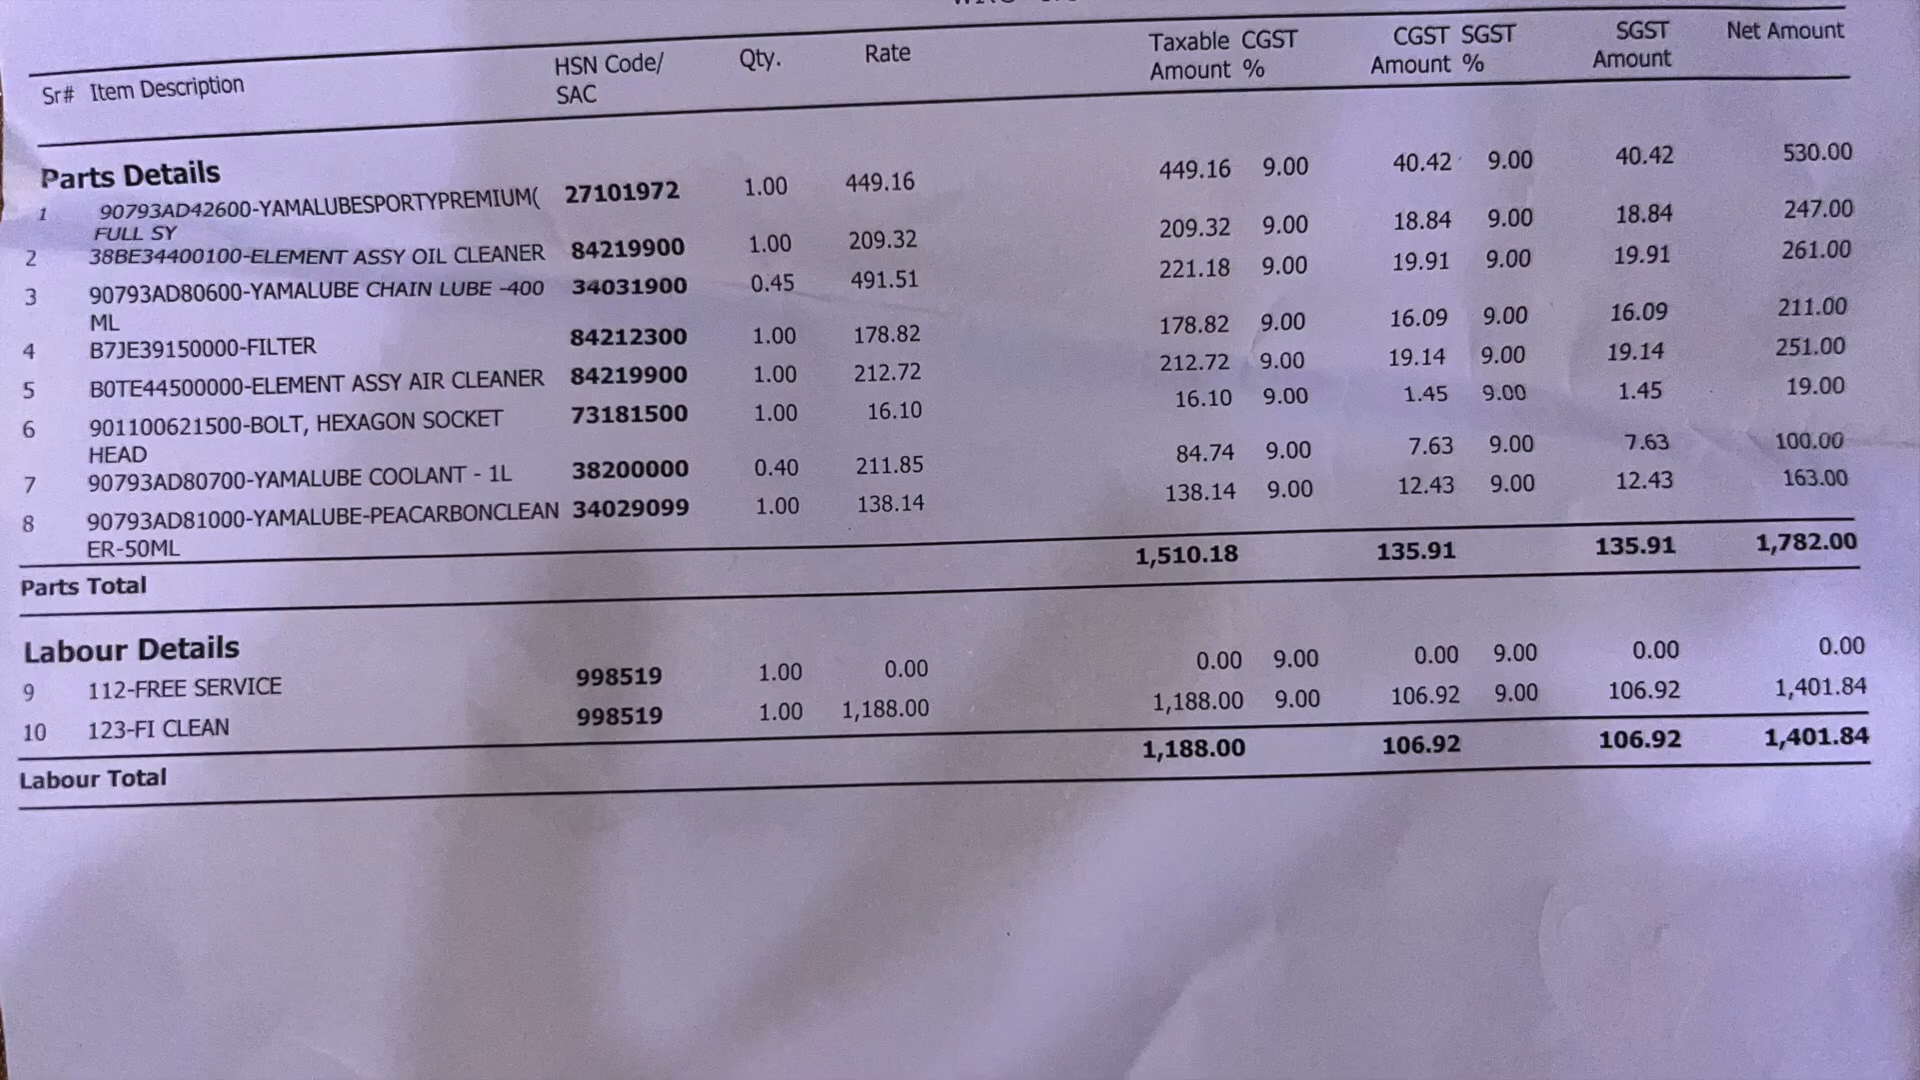 Sr# Item Description HSN Code/ SAC Qty. Rate Taxable Amount CGST % CGST Amount SGST % SGST Amount Net Amount
Parts Details
1 90793AD42600-YAMALUBESPORTYPREMIUM( 27101972 1.00 449.16 449.16 9.00 40.42 9.00 40.42 530.00
FULL SY
2 38BE34400100-ELEMENT ASSY OIL CLEANER 84219900 1.00 209.32 209.32 9.00 18.84 9.00 18.84 247.00
3 90793AD80600-YAMALUBE CHAIN LUBE -400 34031900 0.45 491.51 221.18 9.00 19.91 9.00 19.91 261.00
ML
4 B7JE39150000-FILTER 84212300 1.00 178.82 178.82 9.00 16.09 9.00 16.09 211.00
5 B0TE44500000-ELEMENT ASSY AIR CLEANER 84219900 1.00 212.72 212.72 9.00 19.14 9.00 19.14 251.00
6 901100621500-BOLT, HEXAGON SOCKET 73181500 1.00 16.10 16.10 9.00 1.45 9.00 1.45 19.00
HEAD
7 90793AD80700-YAMALUBE COOLANT - 1L 38200000 0.40 211.85 84.74 9.00 7.63 9.00 7.63 100.00
8 90793AD81000-YAMALUBE-PEACARBONCLEAN 34029099 1.00 138.14 138.14 9.00 12.43 9.00 12.43 163.00
ER-50ML
Parts Total 1,510.18 135.91 135.91 1,782.00
Labour Details
9 112-FREE SERVICE 998519 1.00 0.00 0.00 9.00 0.00 9.00 0.00 0.00
10 123-FI CLEAN 998519 1.00 1,188.00 1,188.00 9.00 106.92 9.00 106.92 1,401.84
Labour Total 1,188.00 106.92 106.92 1,401.84